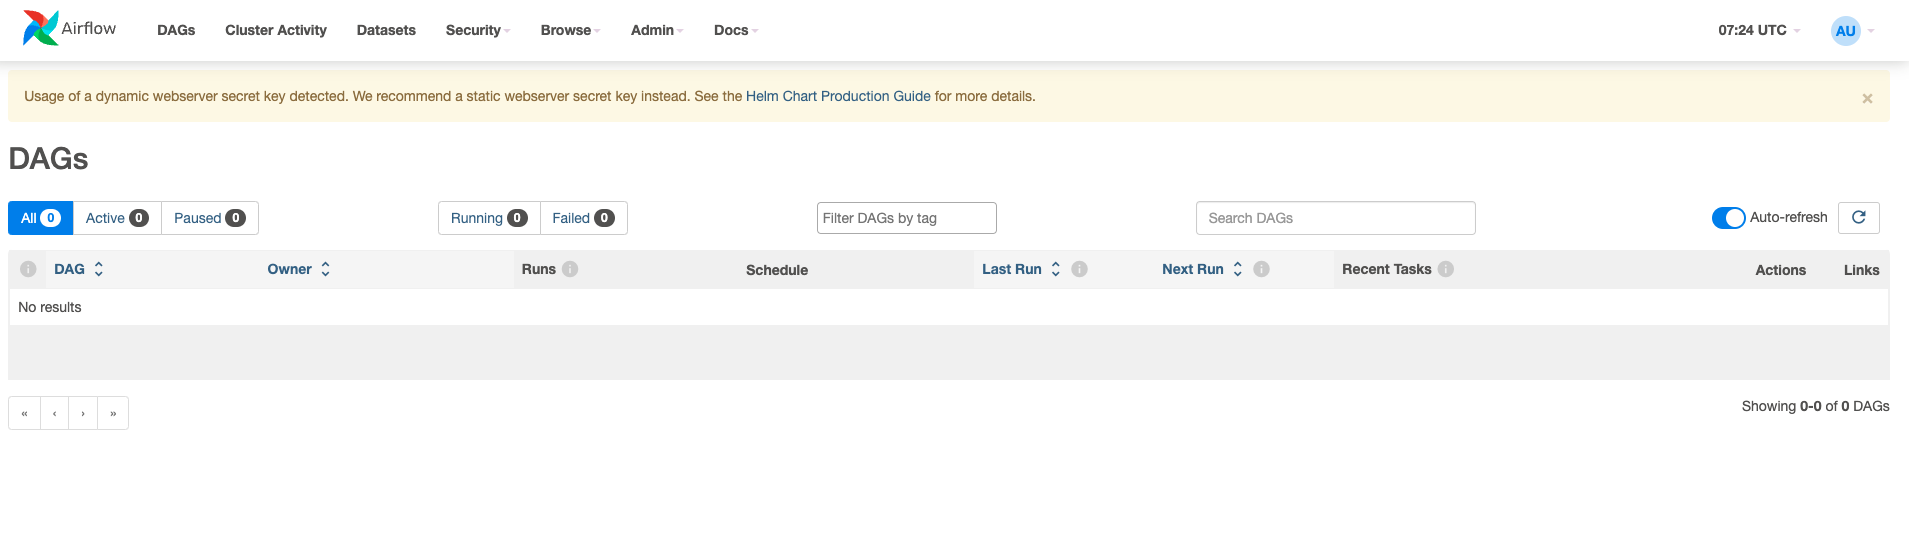 Airflow DAGs Cluster Activity Datasets Security Browse Admin Docs 07:24 UTC AU
Usage of a dynamic webserver secret key detected. We recommend a static webserver secret key instead. See the Helm Chart Production Guide for more details. ×
DAGs
All 0 Active 0 Paused 0 Running 0 Failed 0 Filter DAGs by tag Search DAGs Auto-refresh
i DAG Owner Runs i Schedule Last Run i Next Run i Recent Tasks i Actions Links
No results
« ‹ › » Showing 0-0 of 0 DAGs